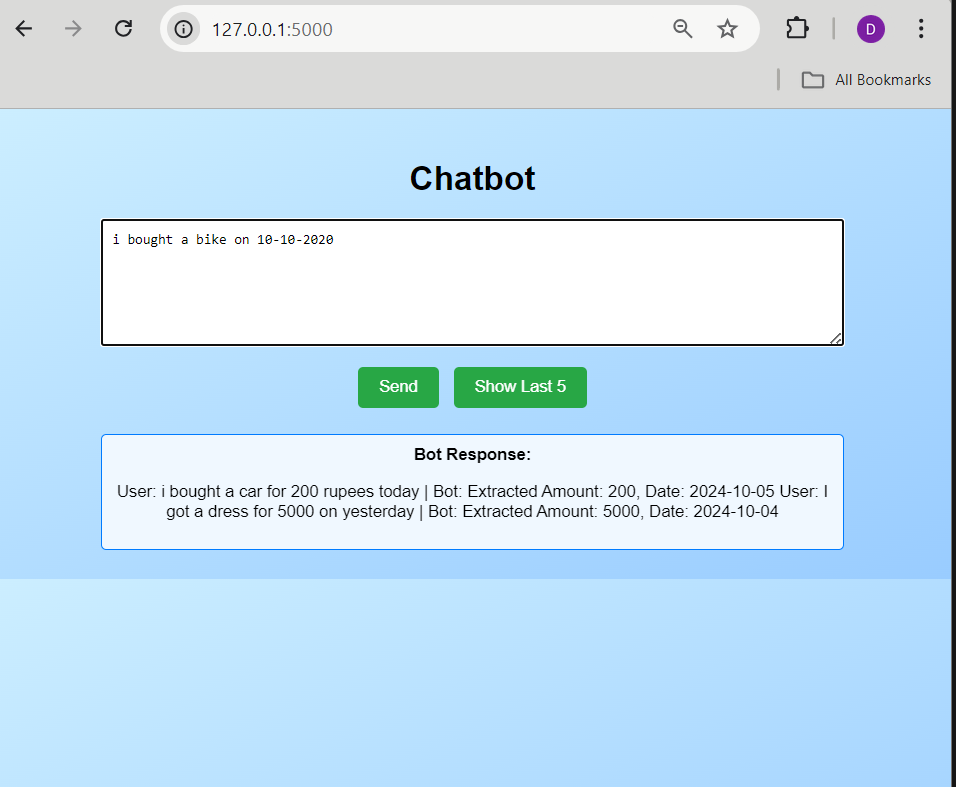 127.0.0.1:5000
D
All Bookmarks
Chatbot
i bought a bike on 10-10-2020
Send
Show Last 5
Bot Response:
User: i bought a car for 200 rupees today | Bot: Extracted Amount: 200, Date: 2024-10-05 User: I
got a dress for 5000 on yesterday | Bot: Extracted Amount: 5000, Date: 2024-10-04